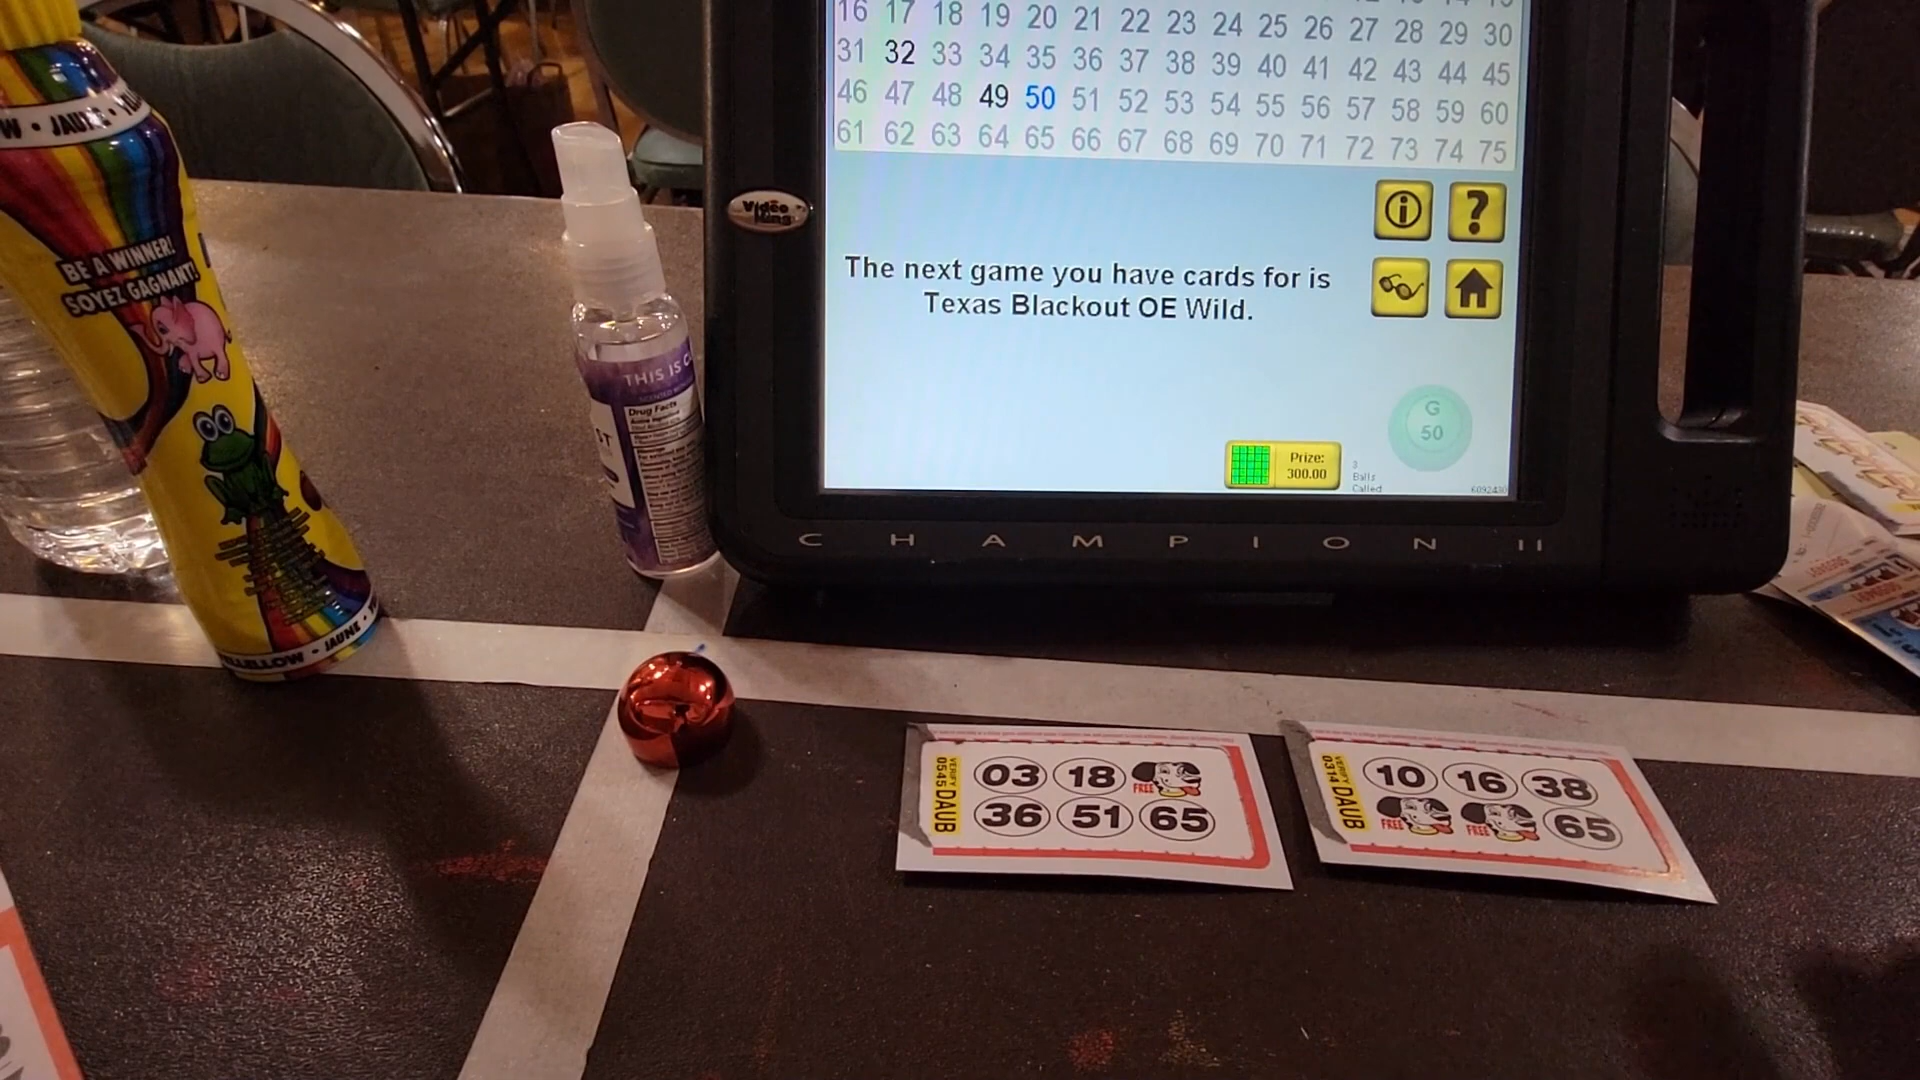 16 17 18 19 20 21 22 23 24 25 26 27 28 29 30
31 32 33 34 35 36 37 38 39 40 41 42 43 44 45
46 47 48 49 50 51 52 53 54 55 56 57 58 59 60
61 62 63 64 65 66 67 68 69 70 71 72 73 74 75
The next game you have cards for is
Texas Blackout OE Wild.
G
50
Prize:
300.00
3
Balls
Called
Video
King
CHAMPION II
W • JAUNE •
BE A WINNER!
SOYEZ GAGNANT!
YELLOW • JAUNE •
THIS IS
Drug Facts
VERIFY
0545
DAUB
03 18 FREE
36 51 65
VERIFY
0314
DAUB
10 16 38
FREE FREE 65